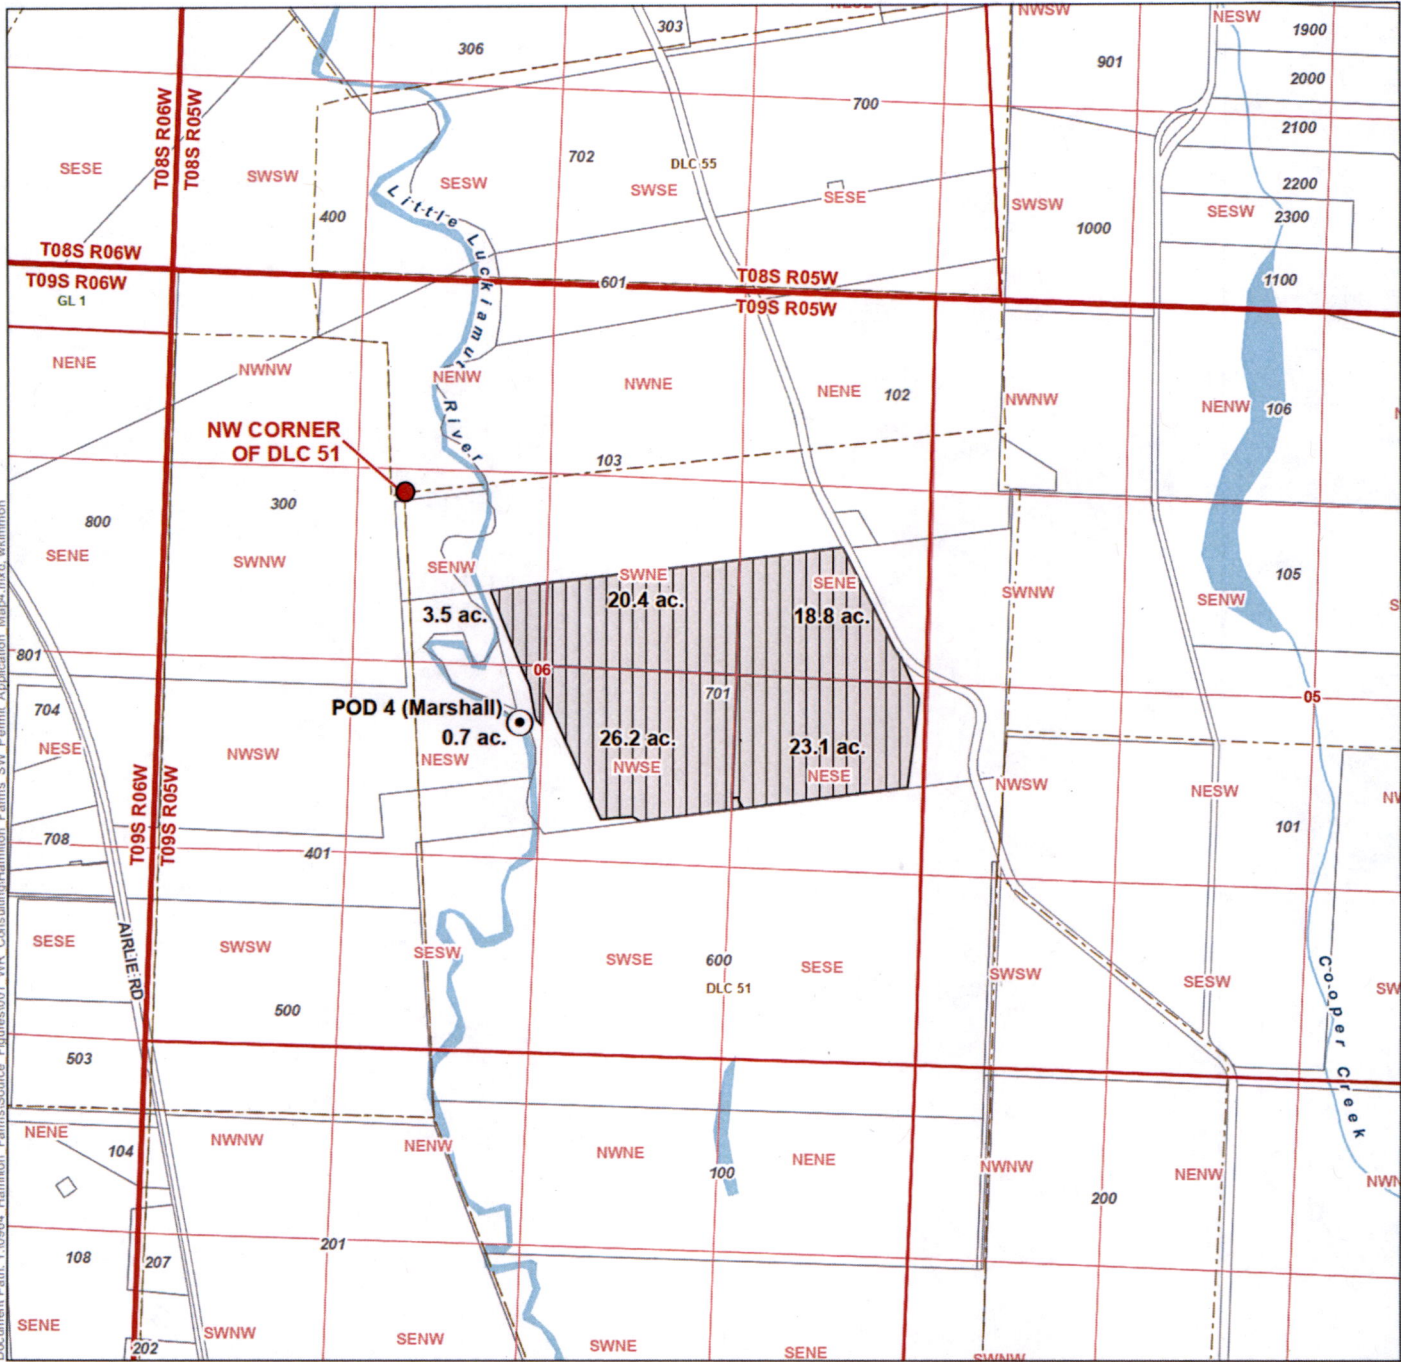 NWSW
NESW
303
1900
306
901
2000
700
2100
T08S R06W
T08S R05W
702
DLC 55
SESE
SWSW
SESW
SWSE
SESE
2200
SWSW
SESW
2300
400
1000
Little Luckiamut River
T08S R06W
T08S R05W
601
1100
T09S R06W
T09S R05W
GL 1
NENE
NWNW
NENW
NWNE
NENE
102
NWNW
NENW
106
NW CORNER
OF DLC 51
103
300
800
SENE
SWNW
SENW
SWNE
SENE
105
SWNW
SENW
20.4 ac.
3.5 ac.
18.8 ac.
801
06
701
05
704
POD 4 (Marshall)
0.7 ac.
26.2 ac.
23.1 ac.
NESE
NWSW
NESW
NWSE
NESE
NWSW
NESW
T09S R06W
T09S R05W
708
401
101
AIRLIE RD
SESE
SWSW
SESW
SWSE
600
SESE
SWSW
SESW
SW
DLC 51
Cooper Creek
500
503
NENE
NWNW
NENW
NWNE
NENE
NWNW
NENW
NWN
104
100
200
201
108
207
SENE
SWNW
SENW
SWNE
SENE
SWNW
202